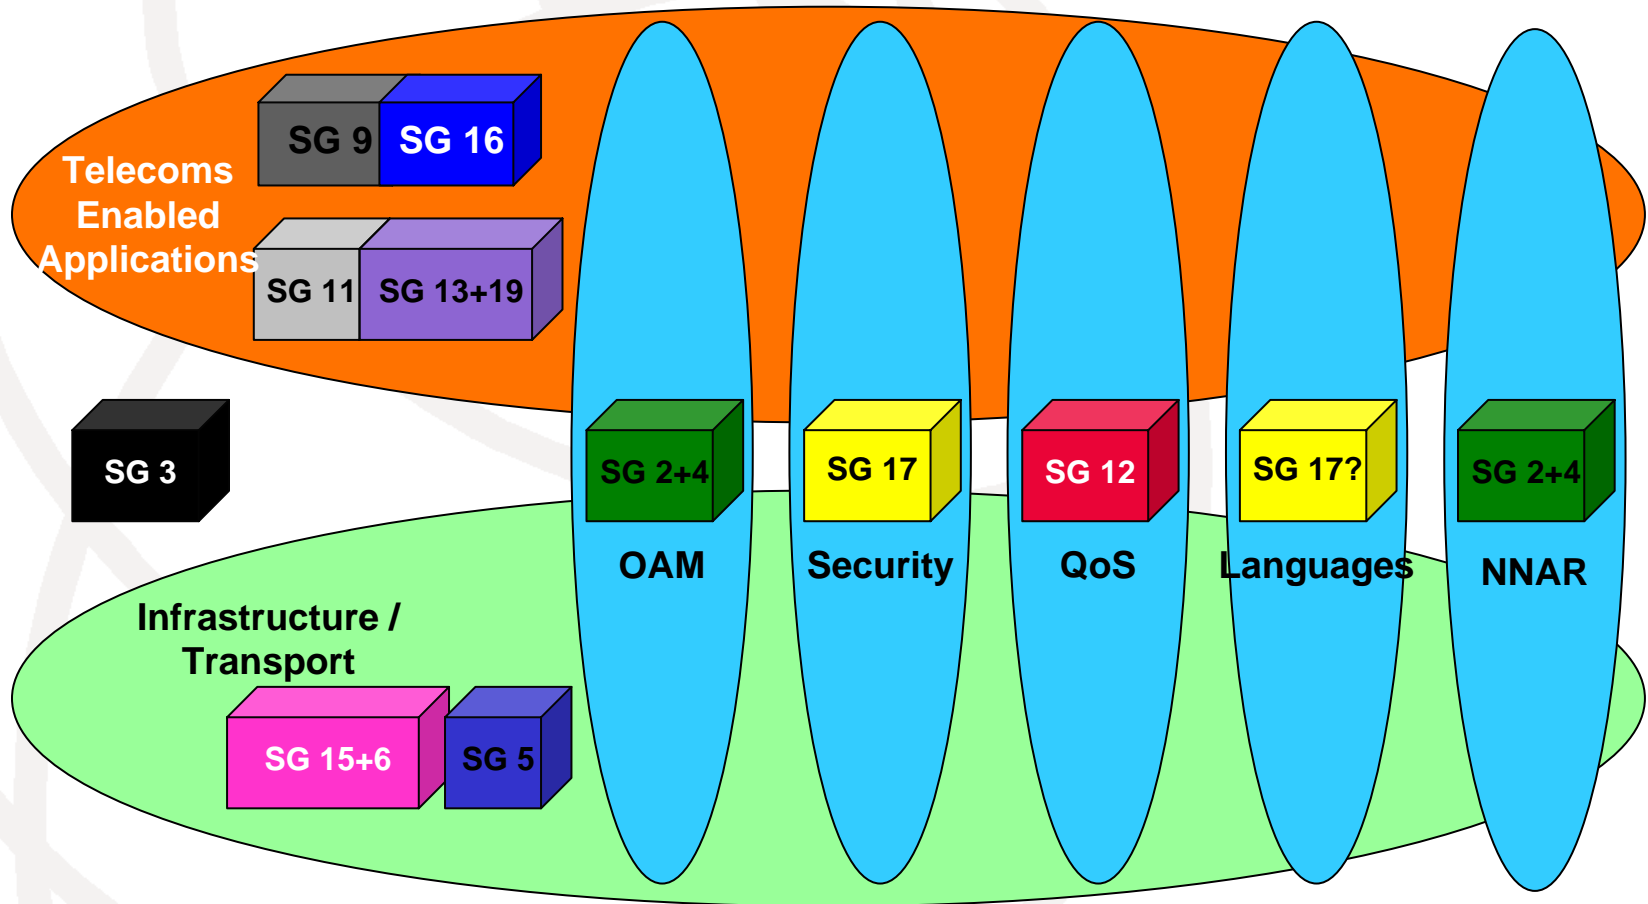 SG 9
SG 16
Telecoms
Enabled
Applications
SG 11
SG 13+19
SG 3
SG 2+4
SG 17
SG 12
SG 17?
SG 2+4
OAM
Security
QoS
Languages
NNAR
Infrastructure /
Transport
SG 15+6
SG 5